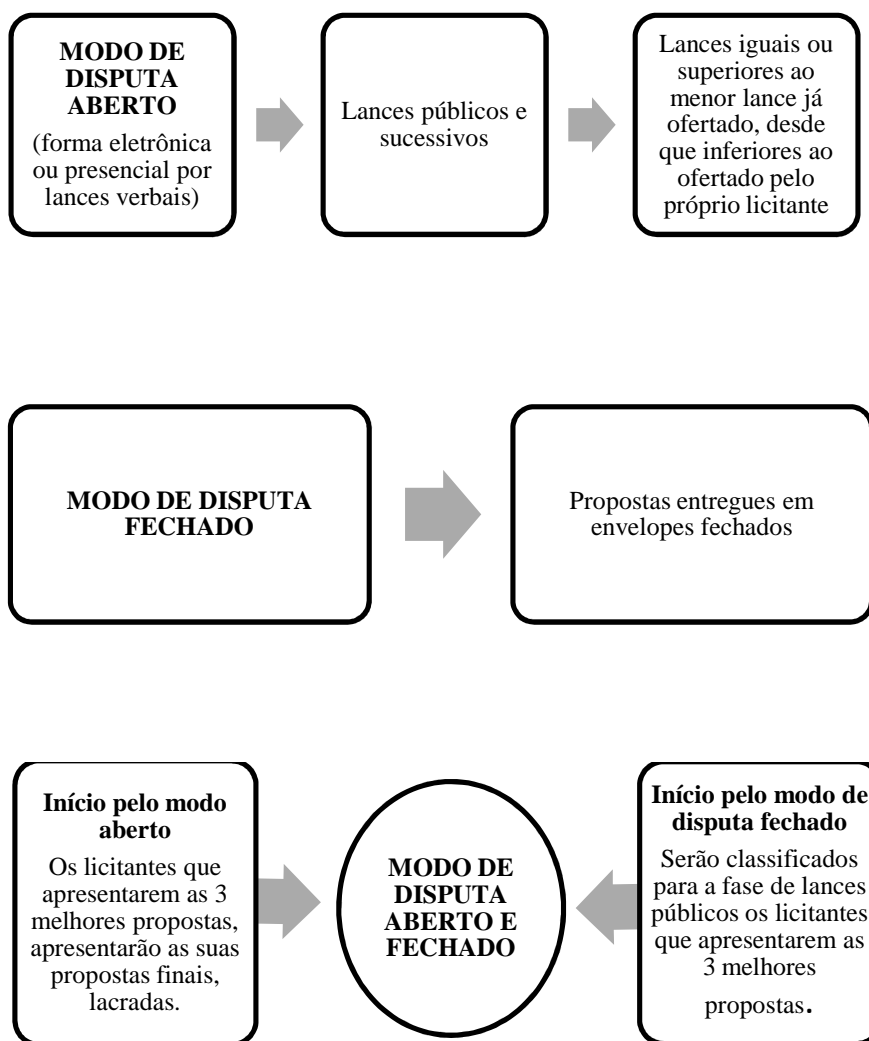 MODO DE
DISPUTA
ABERTO
(forma eletrônica
ou presencial por
lances verbais)
Lances públicos e
sucessivos
Lances iguais ou
superiores ao
menor lance já
ofertado, desde
que inferiores ao
ofertado pelo
próprio licitante
MODO DE DISPUTA
FECHADO
Propostas entregues em
envelopes fechados
Início pelo modo
aberto
Os licitantes que
apresentarem as 3
melhores propostas,
apresentarão as suas
propostas finais,
lacradas.
MODO DE
DISPUTA
ABERTO E
FECHADO
Início pelo modo de
disputa fechado
Serão classificados
para a fase de lances
públicos os licitantes
que apresentarem as
3 melhores
propostas.